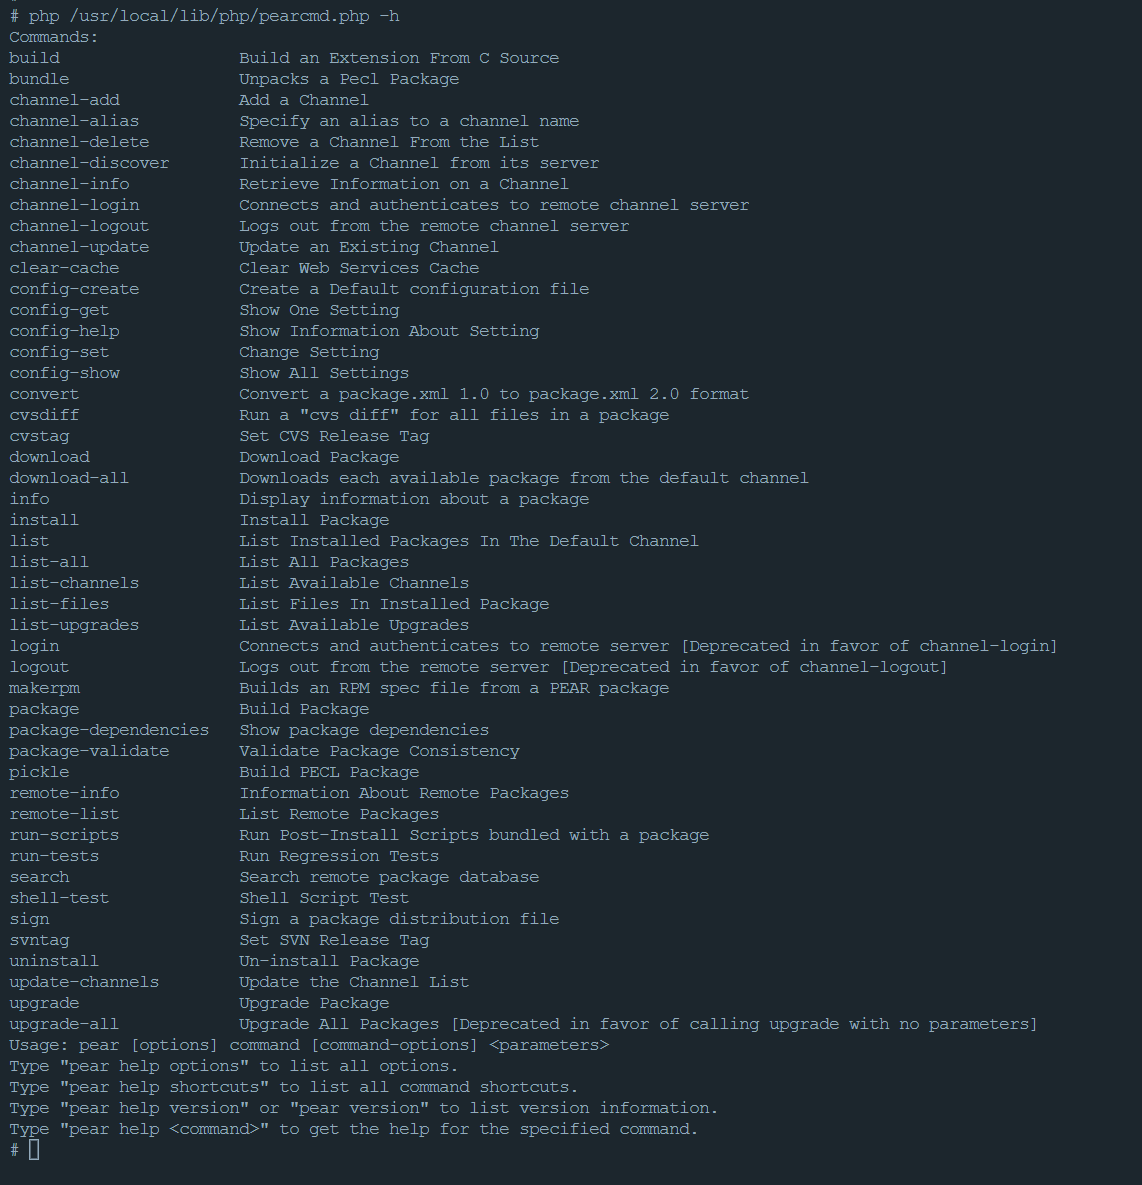 # php /usr/local/lib/php/pearcmd.php -h
Commands:
build                  Build an Extension From C Source
bundle                 Unpacks a Pecl Package
channel-add            Add a Channel
channel-alias          Specify an alias to a channel name
channel-delete         Remove a Channel From the List
channel-discover       Initialize a Channel from its server
channel-info           Retrieve Information on a Channel
channel-login          Connects and authenticates to remote channel server
channel-logout         Logs out from the remote channel server
channel-update         Update an Existing Channel
clear-cache            Clear Web Services Cache
config-create          Create a Default configuration file
config-get             Show One Setting
config-help            Show Information About Setting
config-set             Change Setting
config-show            Show All Settings
convert                Convert a package.xml 1.0 to package.xml 2.0 format
cvsdiff                Run a "cvs diff" for all files in a package
cvstag                 Set CVS Release Tag
download               Download Package
download-all           Downloads each available package from the default channel
info                   Display information about a package
install                Install Package
list                   List Installed Packages In The Default Channel
list-all               List All Packages
list-channels          List Available Channels
list-files             List Files In Installed Package
list-upgrades          List Available Upgrades
login                  Connects and authenticates to remote server [Deprecated in favor of channel-login]
logout                 Logs out from the remote server [Deprecated in favor of channel-logout]
makerpm                Builds an RPM spec file from a PEAR package
package                Build Package
package-dependencies   Show package dependencies
package-validate       Validate Package Consistency
pickle                 Build PECL Package
remote-info            Information About Remote Packages
remote-list            List Remote Packages
run-scripts            Run Post-Install Scripts bundled with a package
run-tests              Run Regression Tests
search                 Search remote package database
shell-test             Shell Script Test
sign                   Sign a package distribution file
svntag                 Set SVN Release Tag
uninstall              Un-install Package
update-channels        Update the Channel List
upgrade                Upgrade Package
upgrade-all            Upgrade All Packages [Deprecated in favor of calling upgrade with no parameters]
Usage: pear [options] command [command-options] <parameters>
Type "pear help options" to list all options.
Type "pear help shortcuts" to list all command shortcuts.
Type "pear help version" or "pear version" to list version information.
Type "pear help <command>" to get the help for the specified command.
#